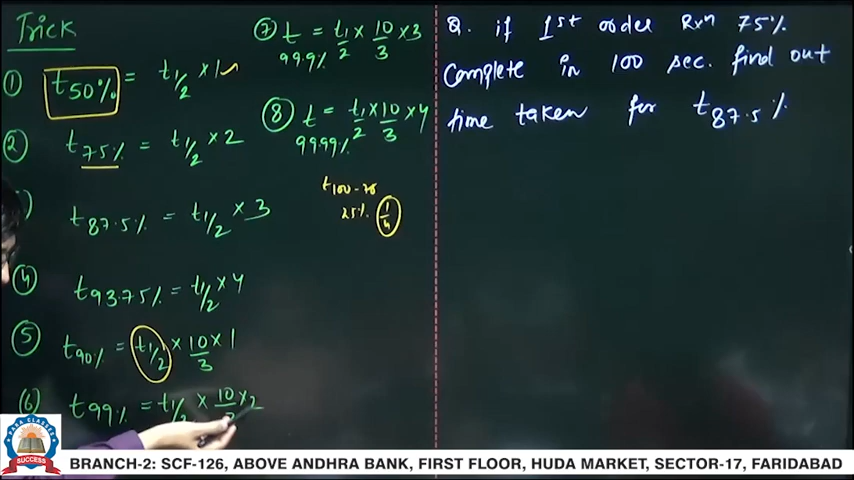 Trick
① t50% = t1/2 × 1
② t75% = t1/2 × 2
t87.5% = t1/2 × 3
④ t93.75% = t1/2 × 4
⑤ t90% = t1/2 × 10/3 × 1
⑥ t99% = t1/2 × 10/3 × 2
⑦ t99.9% = t1/2 × 10/3 × 3
⑧ t99.99% = t1/2 × 10/3 × 4
25% 1/4
Q. if 1st order Rxn 75%
Complete in 100 sec. find out
time taken for t87.5%
PARA CLASSES
SUCCESS
BRANCH-2: SCF-126, ABOVE ANDHRA BANK, FIRST FLOOR, HUDA MARKET, SECTOR-17, FARIDABAD